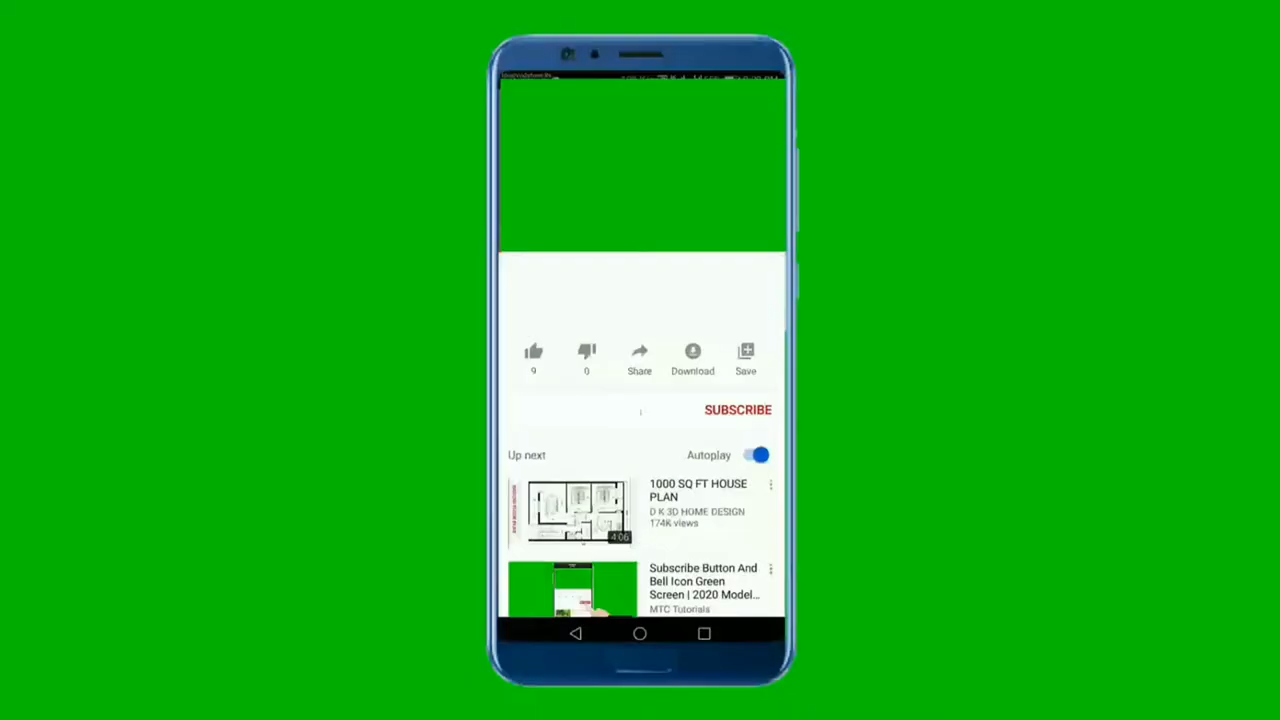 9
0
Share
Download
Save
SUBSCRIBE
Up next
Autoplay
1000 SQ FT HOUSE
PLAN
D K 3D HOME DESIGN
174K views
4:06
Subscribe Button And
Bell Icon Green
Screen | 2020 Model...
MTC Tutorials